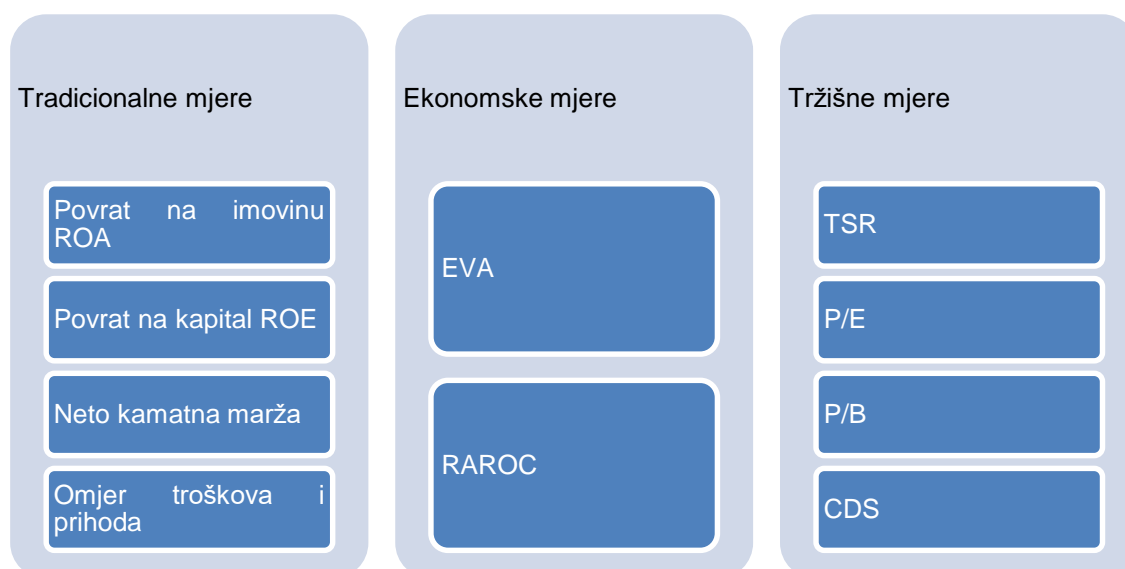 Tradicionalne mjere
Povrat na imovinu
ROA
Povrat na kapital ROE
Neto kamatna marža
Omjer troškova i
prihoda
Ekonomske mjere
EVA
RAROC
Tržišne mjere
TSR
P/E
P/B
CDS